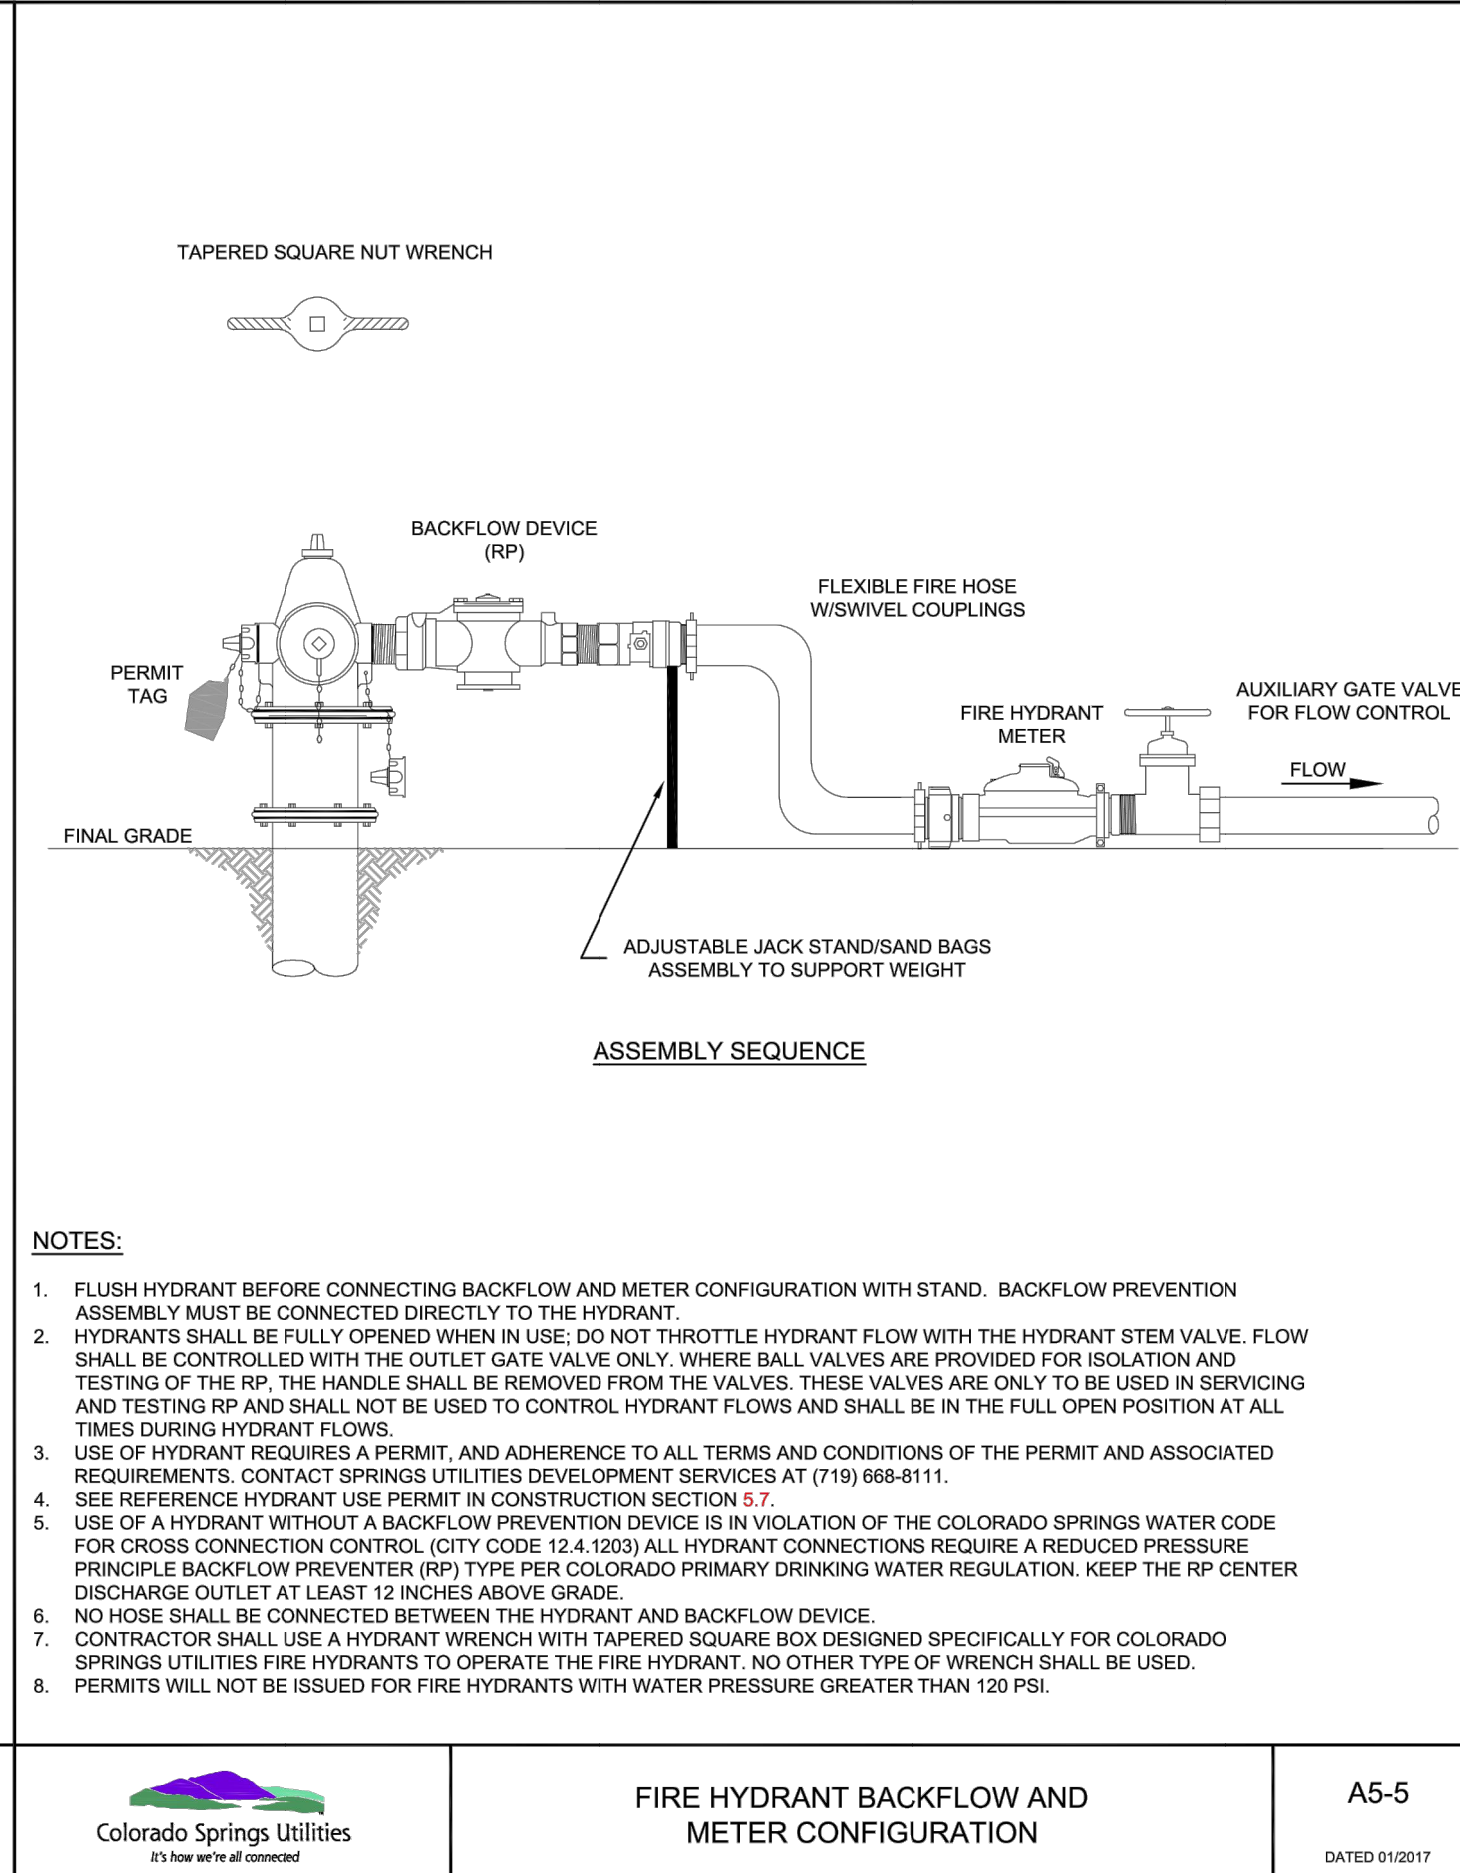 TAPERED SQUARE NUT WRENCH
BACKFLOW DEVICE
(RP)
FLEXIBLE FIRE HOSE
W/SWIVEL COUPLINGS
PERMIT
TAG
AUXILIARY GATE VALVE
FOR FLOW CONTROL
FIRE HYDRANT
METER
FLOW
FINAL GRADE
ADJUSTABLE JACK STAND/SAND BAGS
ASSEMBLY TO SUPPORT WEIGHT
ASSEMBLY SEQUENCE
NOTES:
1. FLUSH HYDRANT BEFORE CONNECTING BACKFLOW AND METER CONFIGURATION WITH STAND. BACKFLOW PREVENTION
ASSEMBLY MUST BE CONNECTED DIRECTLY TO THE HYDRANT.
2. HYDRANTS SHALL BE FULLY OPENED WHEN IN USE; DO NOT THROTTLE HYDRANT FLOW WITH THE HYDRANT STEM VALVE. FLOW
SHALL BE CONTROLLED WITH THE OUTLET GATE VALVE ONLY. WHERE BALL VALVES ARE PROVIDED FOR ISOLATION AND
TESTING OF THE RP, THE HANDLE SHALL BE REMOVED FROM THE VALVES. THESE VALVES ARE ONLY TO BE USED IN SERVICING
AND TESTING RP AND SHALL NOT BE USED TO CONTROL HYDRANT FLOWS AND SHALL BE IN THE FULL OPEN POSITION AT ALL
TIMES DURING HYDRANT FLOWS.
3. USE OF HYDRANT REQUIRES A PERMIT, AND ADHERENCE TO ALL TERMS AND CONDITIONS OF THE PERMIT AND ASSOCIATED
REQUIREMENTS. CONTACT SPRINGS UTILITIES DEVELOPMENT SERVICES AT (719) 668-8111.
4. SEE REFERENCE HYDRANT USE PERMIT IN CONSTRUCTION SECTION 5.7.
5. USE OF A HYDRANT WITHOUT A BACKFLOW PREVENTION DEVICE IS IN VIOLATION OF THE COLORADO SPRINGS WATER CODE
FOR CROSS CONNECTION CONTROL (CITY CODE 12.4.1203) ALL HYDRANT CONNECTIONS REQUIRE A REDUCED PRESSURE
PRINCIPLE BACKFLOW PREVENTER (RP) TYPE PER COLORADO PRIMARY DRINKING WATER REGULATION. KEEP THE RP CENTER
DISCHARGE OUTLET AT LEAST 12 INCHES ABOVE GRADE.
6. NO HOSE SHALL BE CONNECTED BETWEEN THE HYDRANT AND BACKFLOW DEVICE.
7. CONTRACTOR SHALL USE A HYDRANT WRENCH WITH TAPERED SQUARE BOX DESIGNED SPECIFICALLY FOR COLORADO
SPRINGS UTILITIES FIRE HYDRANTS TO OPERATE THE FIRE HYDRANT. NO OTHER TYPE OF WRENCH SHALL BE USED.
8. PERMITS WILL NOT BE ISSUED FOR FIRE HYDRANTS WITH WATER PRESSURE GREATER THAN 120 PSI.
Colorado Springs Utilities
It's how we're all connected
FIRE HYDRANT BACKFLOW AND
METER CONFIGURATION
A5-5
DATED 01/2017